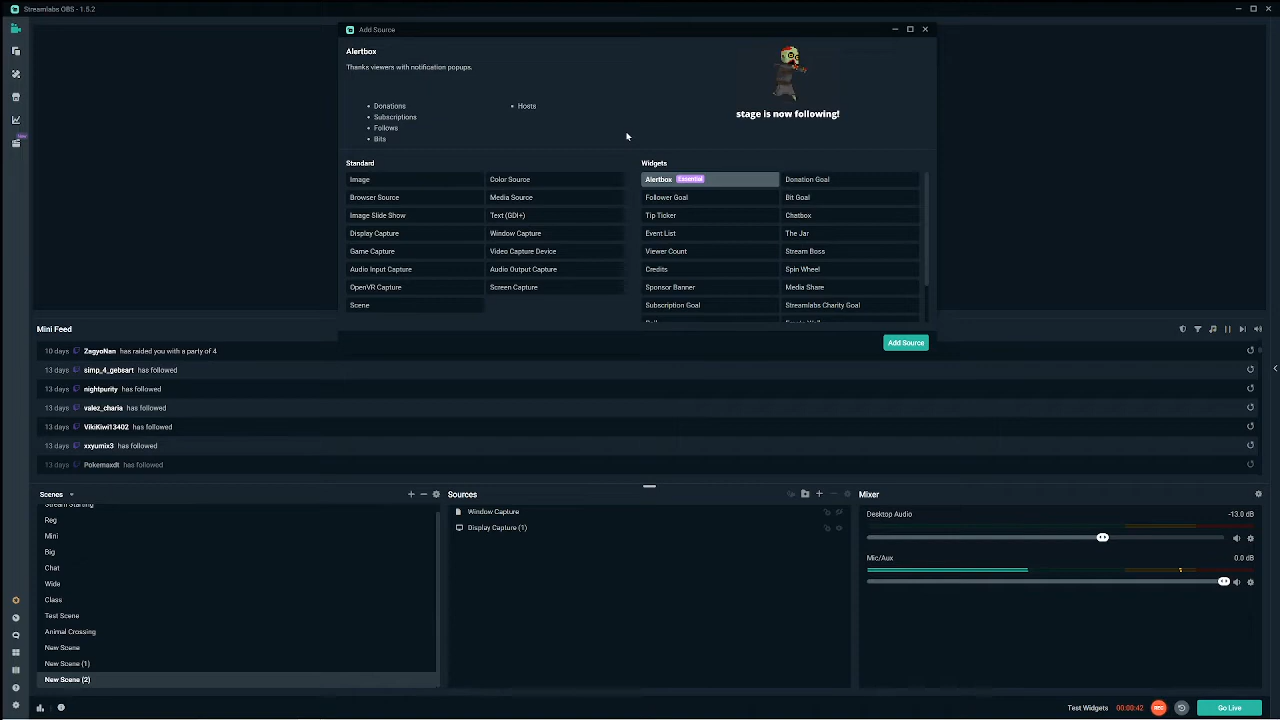 Streamlabs OBS - 1.5.2
Add Source
Alertbox
Thanks viewers with notification popups.
Donations
Subscriptions
Follows
Bits
Hosts
stage is now following!
Standard
Image
Color Source
Browser Source
Media Source
Image Slide Show
Text (GDI+)
Display Capture
Window Capture
Game Capture
Video Capture Device
Audio Input Capture
Audio Output Capture
OpenVR Capture
Screen Capture
Scene
Widgets
Alertbox Essential
Donation Goal
Follower Goal
Bit Goal
Tip Ticker
Chatbox
Event List
The Jar
Viewer Count
Stream Boss
Credits
Spin Wheel
Sponsor Banner
Media Share
Subscription Goal
Streamlabs Charity Goal
Add Source
New
Mini Feed
10 days ZagyoNan has raided you with a party of 4
13 days simp_4_gebsart has followed
13 days nightpurity has followed
13 days valez_charia has followed
13 days VikiKiwi13402 has followed
13 days xxyumix3 has followed
13 days Pokemaxdt has followed
Scenes
Stream Starting
Reg
Mini
Big
Chat
Wide
Class
Test Scene
Animal Crossing
New Scene
New Scene (1)
New Scene (2)
Sources
Window Capture
Display Capture (1)
Mixer
Desktop Audio -13.0 dB
Mic/Aux 0.0 dB
Test Widgets 00:00:42 REC Go Live